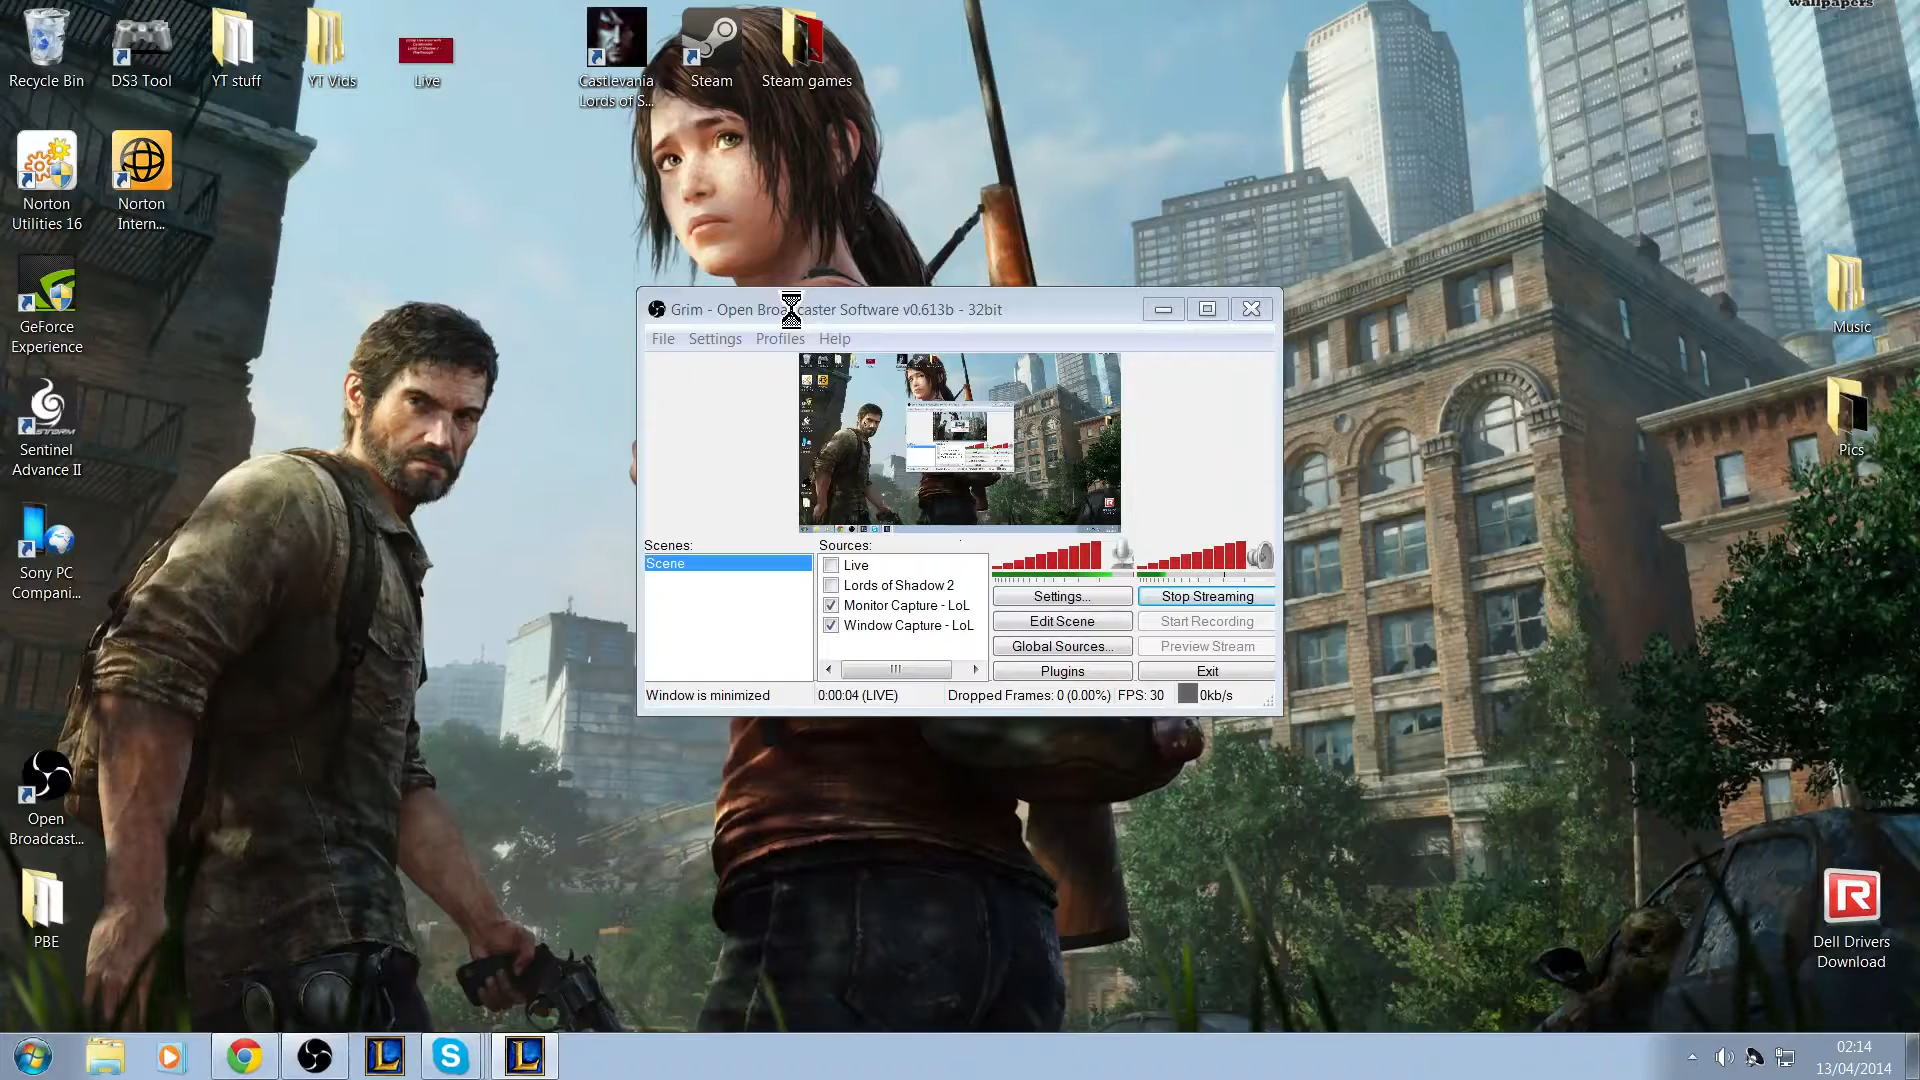 wallpapers
Recycle Bin
DS3 Tool
YT stuff
YT Vids
Live
Castlevania
Lords of S...
Steam
Steam games
Norton
Utilities 16
Norton
Intern...
GeForce
Experience
Sentinel
Advance II
Sony PC
Compani...
Open
Broadcast...
PBE
Music
Pics
Dell Drivers
Download
Grim - Open Broadcaster Software v0.613b - 32bit
File Settings Profiles Help
Scenes:
Scene
Sources:
Live
Lords of Shadow 2
Monitor Capture - LoL
Window Capture - LoL
Settings...
Stop Streaming
Edit Scene
Start Recording
Global Sources...
Preview Stream
Plugins
Exit
Window is minimized
0:00:04 (LIVE)
Dropped Frames: 0 (0.00%)
FPS: 30
0kb/s
02:14
13/04/2014